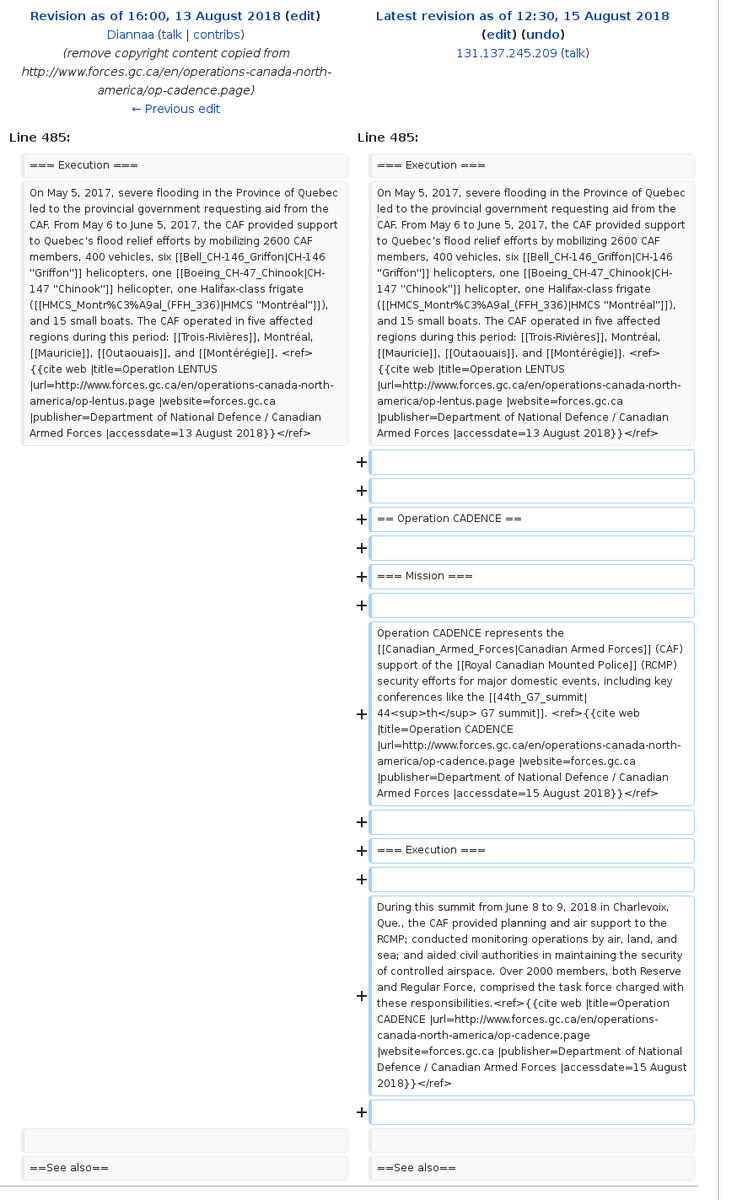 Revision as of 16:00, 13 August 2018 (edit)
Diannaa (talk | contribs)
(remove copyright content copied from
http://www.forces.gc.ca/en/operations-canada-north-
america/op-cadence.page)
← Previous edit
Latest revision as of 12:30, 15 August 2018
(edit) (undo)
131.137.245.209 (talk)
Line 485:
Line 485:
=== Execution ===
=== Execution ===
On May 5, 2017, severe flooding in the Province of Quebec
led to the provincial government requesting aid from the
CAF. From May 6 to June 5, 2017, the CAF provided support
to Quebec's flood relief efforts by mobilizing 2600 CAF
members, 400 vehicles, six [[Bell_CH-146_Griffon|CH-146
''Griffon'']] helicopters, one [[Boeing_CH-47_Chinook|CH-
147 ''Chinook'']] helicopter, one Halifax-class frigate
([[HMCS_Montr%C3%A9al_(FFH_336)|HMCS ''Montréal'']]),
and 15 small boats. The CAF operated in five affected
regions during this period: [[Trois-Rivières]], Montréal,
[[Mauricie]], [[Outaouais]], and [[Montérégie]]. <ref>
{{cite web |title=Operation LENTUS
|url=http://www.forces.gc.ca/en/operations-canada-north-
america/op-lentus.page |website=forces.gc.ca
|publisher=Department of National Defence / Canadian
Armed Forces |accessdate=13 August 2018}}</ref>
On May 5, 2017, severe flooding in the Province of Quebec
led to the provincial government requesting aid from the
CAF. From May 6 to June 5, 2017, the CAF provided support
to Quebec's flood relief efforts by mobilizing 2600 CAF
members, 400 vehicles, six [[Bell_CH-146_Griffon|CH-146
''Griffon'']] helicopters, one [[Boeing_CH-47_Chinook|CH-
147 ''Chinook'']] helicopter, one Halifax-class frigate
([[HMCS_Montr%C3%A9al_(FFH_336)|HMCS ''Montréal'']]),
and 15 small boats. The CAF operated in five affected
regions during this period: [[Trois-Rivières]], Montréal,
[[Mauricie]], [[Outaouais]], and [[Montérégie]]. <ref>
{{cite web |title=Operation LENTUS
|url=http://www.forces.gc.ca/en/operations-canada-north-
america/op-lentus.page |website=forces.gc.ca
|publisher=Department of National Defence / Canadian
Armed Forces |accessdate=13 August 2018}}</ref>
+
+
+ == Operation CADENCE ==
+
+ === Mission ===
+
Operation CADENCE represents the
[[Canadian_Armed_Forces|Canadian Armed Forces]] (CAF)
support of the [[Royal Canadian Mounted Police]] (RCMP)
security efforts for major domestic events, including key
conferences like the [[44th_G7_summit|
+ 44<sup>th</sup> G7 summit]]. <ref>{{cite web
|title=Operation CADENCE
|url=http://www.forces.gc.ca/en/operations-canada-north-
america/op-cadence.page |website=forces.gc.ca
|publisher=Department of National Defence / Canadian
Armed Forces |accessdate=15 August 2018}}</ref>
+
+ === Execution ===
+
During this summit from June 8 to 9, 2018 in Charlevoix,
Que., the CAF provided planning and air support to the
RCMP; conducted monitoring operations by air, land, and
sea; and aided civil authorities in maintaining the security
of controlled airspace. Over 2000 members, both Reserve
and Regular Force, comprised the task force charged with
+ these responsibilities.<ref>{{cite web |title=Operation
CADENCE |url=http://www.forces.gc.ca/en/operations-
canada-north-america/op-cadence.page
|website=forces.gc.ca |publisher=Department of National
Defence / Canadian Armed Forces |accessdate=15 August
2018}}</ref>
+
==See also==
==See also==